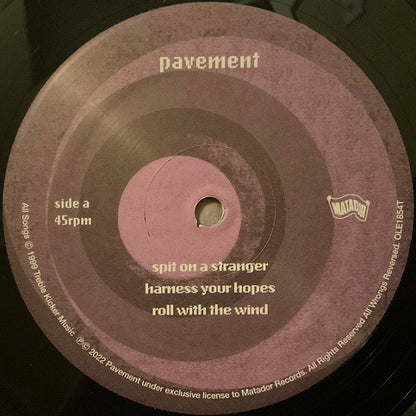 pavement
side a
45rpm
MATADOR
spit on a stranger
harness your hopes
roll with the wind
All Songs © 1999 Treble Kicker Music ℗© 2022 Pavement under exclusive license to Matador Records. All Rights Reserved All Wrongs Reversed. OLE1854T